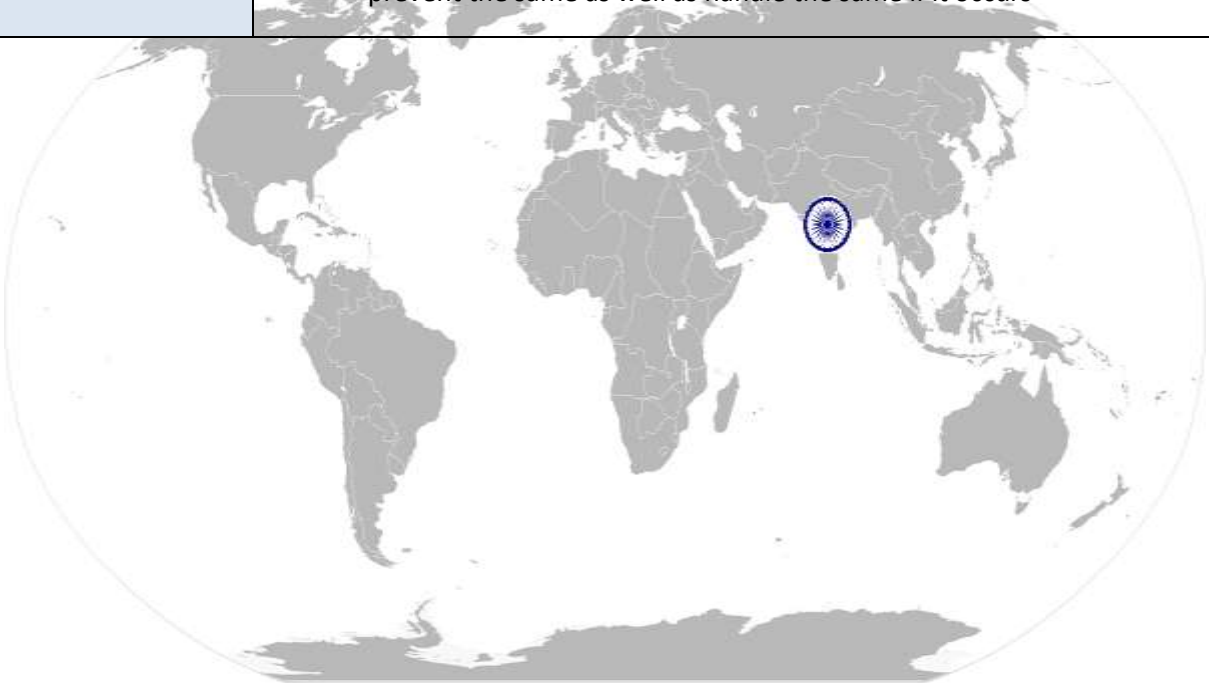 prevent the same as well as handle the same if it occurs